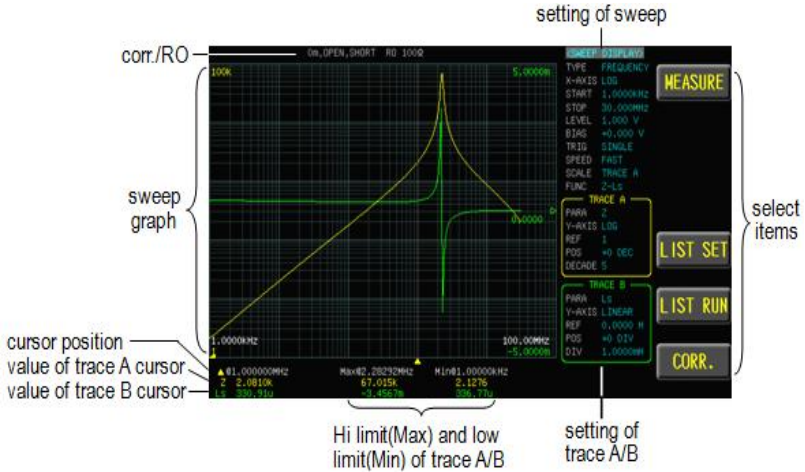 setting of sweep
corr./RO
0m,OPEN,SHORT RO 100Ω
<SWEEP DISPLAY>
100k
5.0000m
TYPE FREQUENCY
X-AXIS LOG
START 1.0000kHz
STOP 30.000MHz
LEVEL 1.000 V
BIAS +0.000 V
TRIG SINGLE
SPEED FAST
SCALE TRACE A
FUNC Z-Ls
MEASURE
sweep
graph
0.0000
TRACE A
PARA Z
Y-AXIS LOG
REF 1
POS +0 DEC
DECADE 5
select
items
LIST SET
TRACE B
PARA Ls
Y-AXIS LINEAR
REF 0.0000 H
POS +0 DIV
DIV 1.0000mH
LIST RUN
CORR.
1.0000kHz
100.00MHz
1
-5.0000m
cursor position
value of trace A cursor
value of trace B cursor
@1.000000MHz Max@2.28292MHz Min@1.00000kHz
Z 2.0810k 67.015k 2.1276
Ls 330.91u -3.4567m 336.77u
Hi limit(Max) and low
limit(Min) of trace A/B
setting of
trace A/B